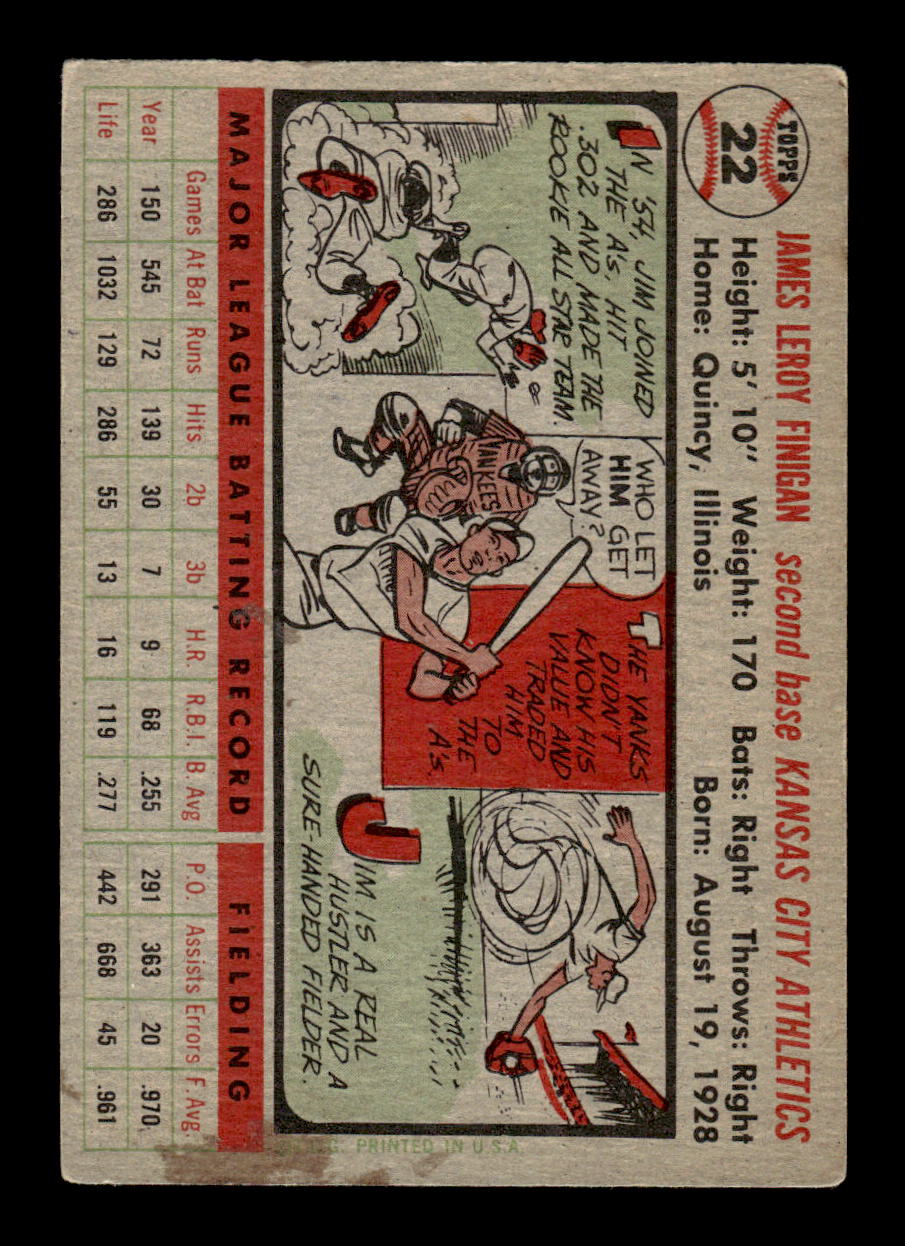 TOPPS
22
JAMES LEROY FINIGAN second base KANSAS CITY ATHLETICS
Height: 5' 10" Weight: 170 Bats: Right Throws: Right
Home: Quincy, Illinois Born: August 19, 1928
IN '54, JIM JOINED
THE A's, HIT
.302 AND MADE THE
ROOKIE ALL STAR TEAM.
WHO LET
HIM GET
AWAY?
YANKEES
THE YANKS
DIDN'T
KNOW HIS
VALUE AND
TRADED
HIM
TO
THE
A's.
JIM IS A REAL
HUSTLER AND A
SURE-HANDED FIELDER.
MAJOR LEAGUE BATTING RECORD FIELDING
Games At Bat Runs Hits 2b 3b H.R. R.B.I. B. Avg P.O. Assists Errors F. Avg.
Year 150 545 72 139 30 7 9 68 .255 291 363 20 .970
Life 286 1032 129 286 55 13 16 119 .277 442 668 45 .961
PRINTED IN U.S.A.